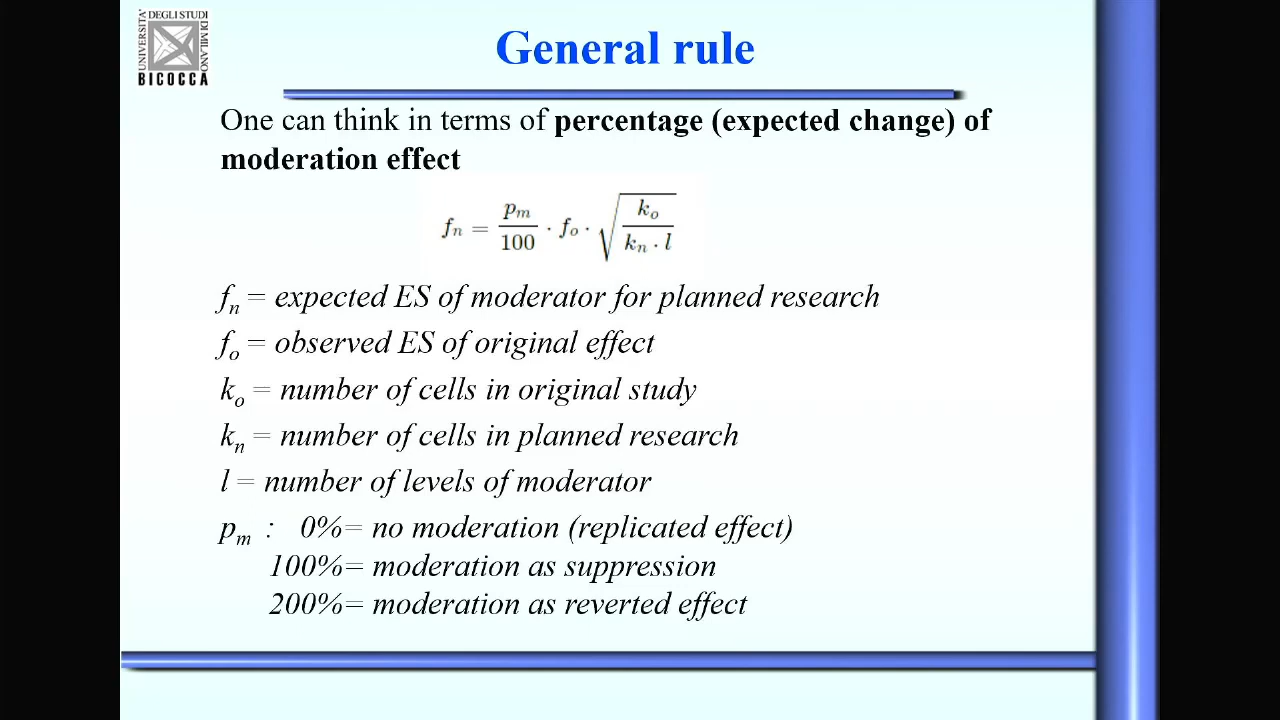 UNIVERSITA' DEGLI STUDI DI MILANO
BICOCCA
General rule
One can think in terms of percentage (expected change) of
moderation effect
fₙ = pₘ/100 · fₒ · √(kₒ/(kₙ · l))
fₙ = expected ES of moderator for planned research
fₒ = observed ES of original effect
kₒ = number of cells in original study
kₙ = number of cells in planned research
l = number of levels of moderator
pₘ : 0%= no moderation (replicated effect)
100%= moderation as suppression
200%= moderation as reverted effect